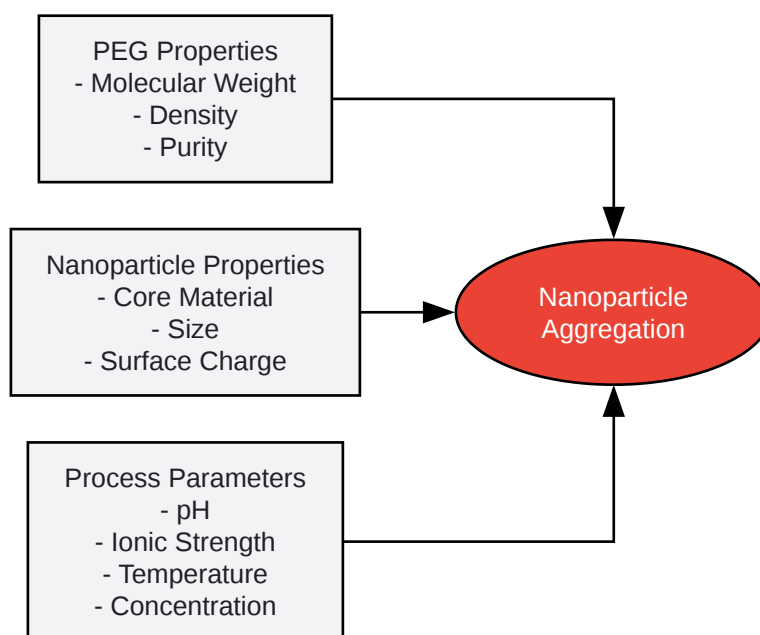 PEG Properties
- Molecular Weight
- Density
- Purity
Nanoparticle Properties
- Core Material
- Size
- Surface Charge
Nanoparticle
Aggregation
Process Parameters
- pH
- Ionic Strength
- Temperature
- Concentration